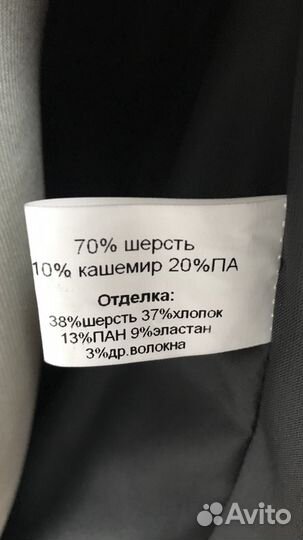 70% шерсть
10% кашемир 20%ПА
Отделка:
38%шерсть 37%хлопок
13%ПАН 9%эластан
3%др.волокна
Avito